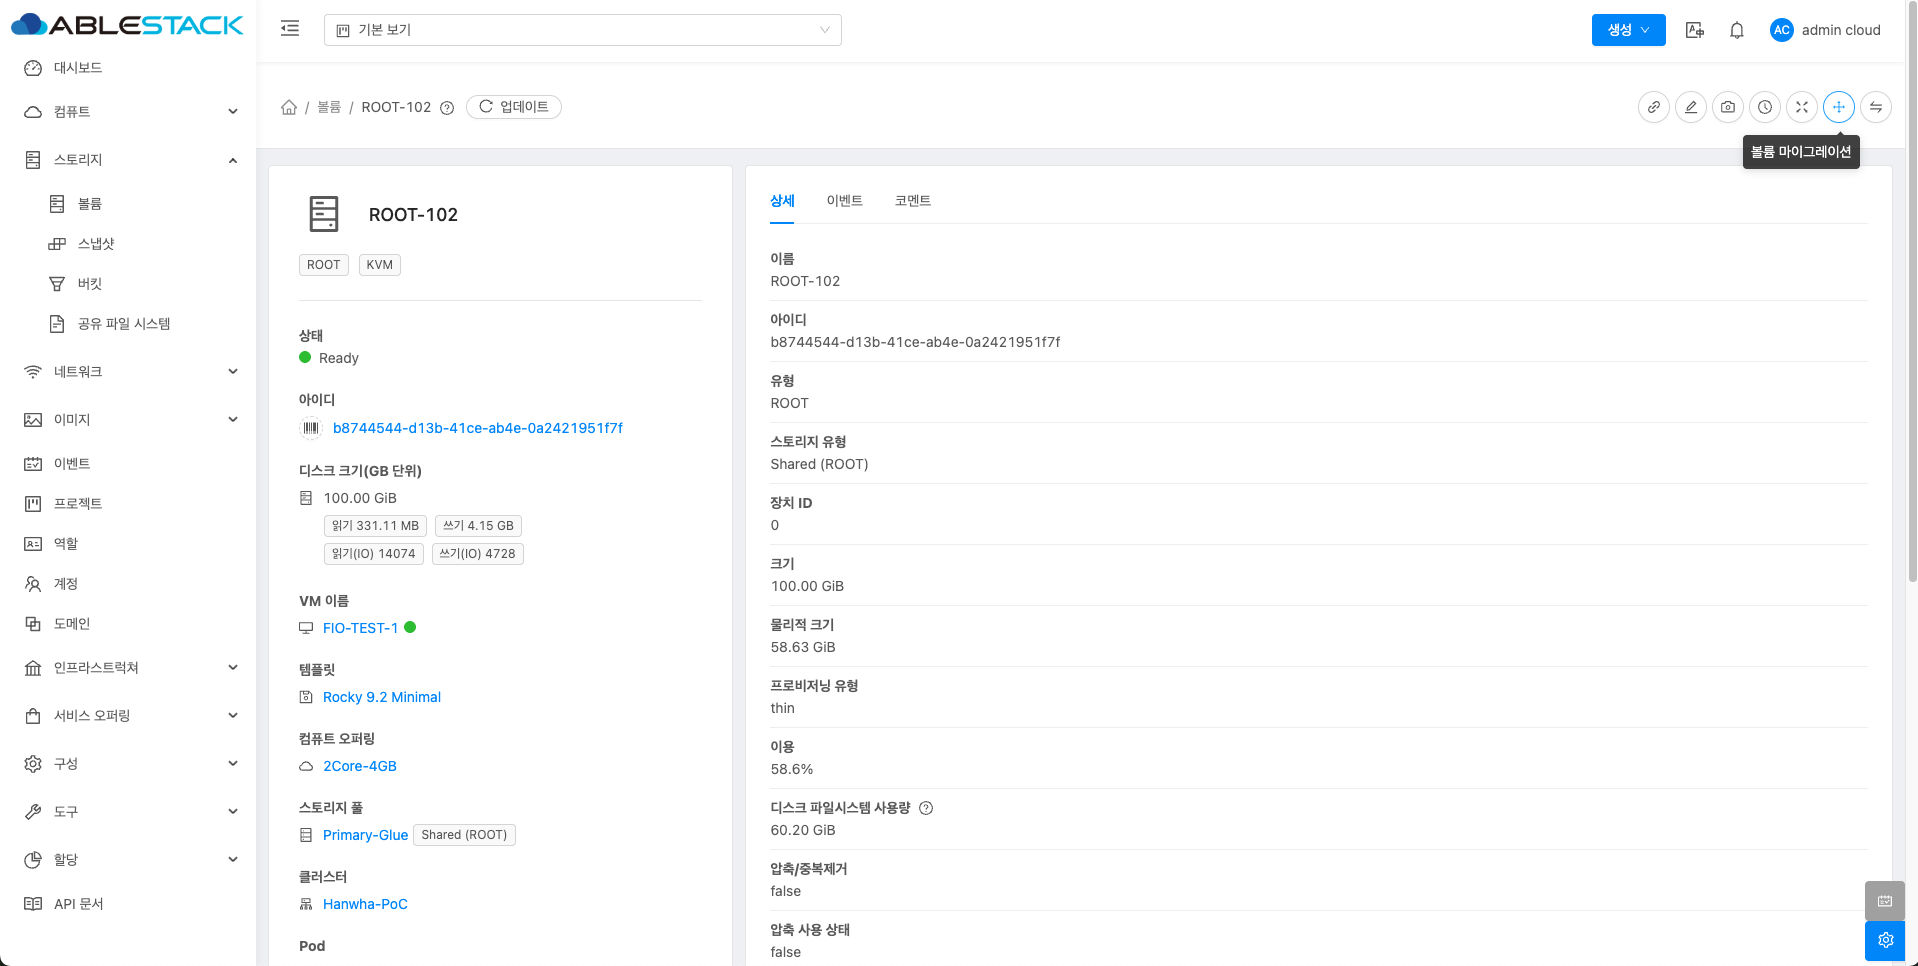 ABLESTACK
기본 보기
생성
AC
admin cloud
대시보드
컴퓨트
스토리지
볼륨
스냅샷
버킷
공유 파일 시스템
네트워크
이미지
이벤트
프로젝트
역할
계정
도메인
인프라스트럭쳐
서비스 오퍼링
구성
도구
할당
API 문서
/ 볼륨 / ROOT-102
업데이트
볼륨 마이그레이션
ROOT-102
ROOT
KVM
상태
Ready
아이디
b8744544-d13b-41ce-ab4e-0a2421951f7f
디스크 크기(GB 단위)
100.00 GiB
읽기 331.11 MB
쓰기 4.15 GB
읽기(IO) 14074
쓰기(IO) 4728
VM 이름
FIO-TEST-1
템플릿
Rocky 9.2 Minimal
컴퓨트 오퍼링
2Core-4GB
스토리지 풀
Primary-Glue
Shared (ROOT)
클러스터
Hanwha-PoC
Pod
상세
이벤트
코멘트
이름
ROOT-102
아이디
b8744544-d13b-41ce-ab4e-0a2421951f7f
유형
ROOT
스토리지 유형
Shared (ROOT)
장치 ID
0
크기
100.00 GiB
물리적 크기
58.63 GiB
프로비저닝 유형
thin
이용
58.6%
디스크 파일시스템 사용량
60.20 GiB
압축/중복제거
false
압축 사용 상태
false